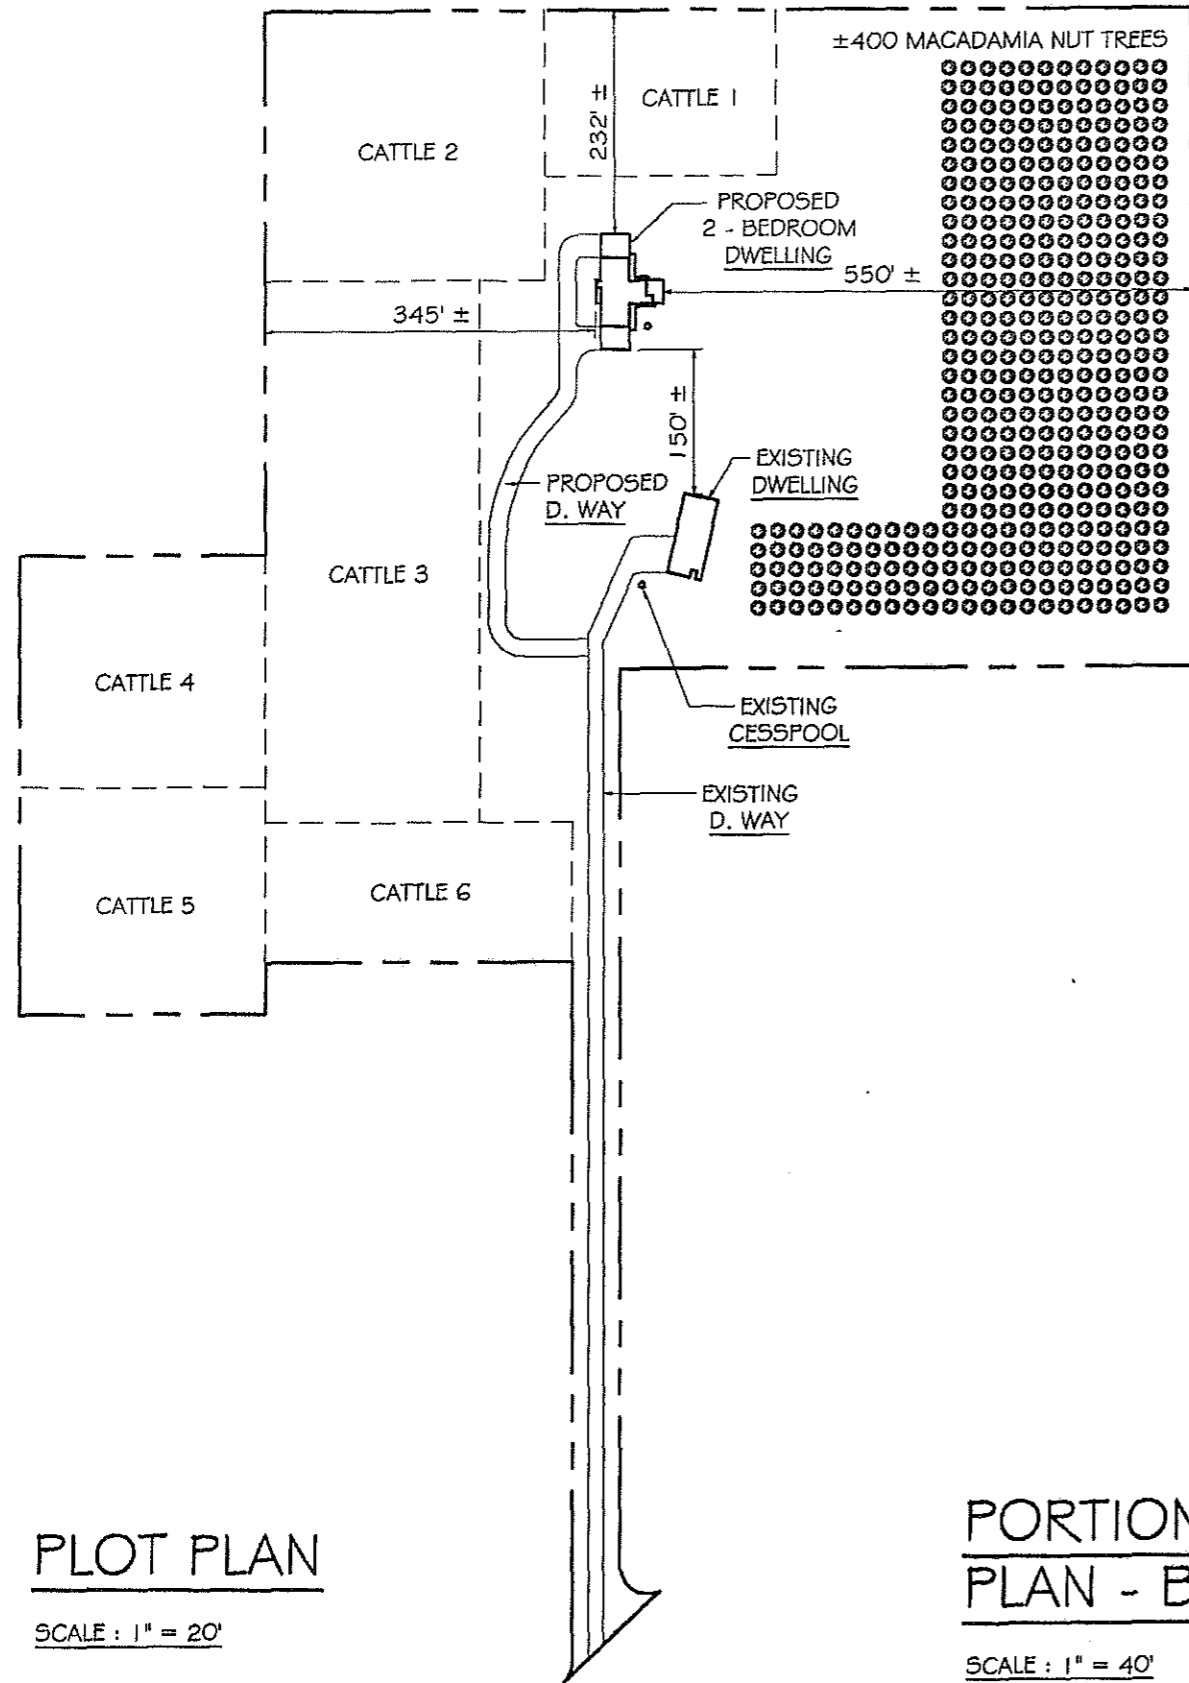 ±400 MACADAMIA NUT TREES
CATTLE 1
232' ±
CATTLE 2
PROPOSED
2 - BEDROOM
DWELLING
550' ±
345' ±
150' ±
EXISTING
DWELLING
PROPOSED
D. WAY
CATTLE 3
CATTLE 4
EXISTING
CESSPOOL
EXISTING
D. WAY
CATTLE 5
CATTLE 6
PLOT PLAN
SCALE : 1" = 20'
PORTION
PLAN - B
SCALE : 1" = 40'